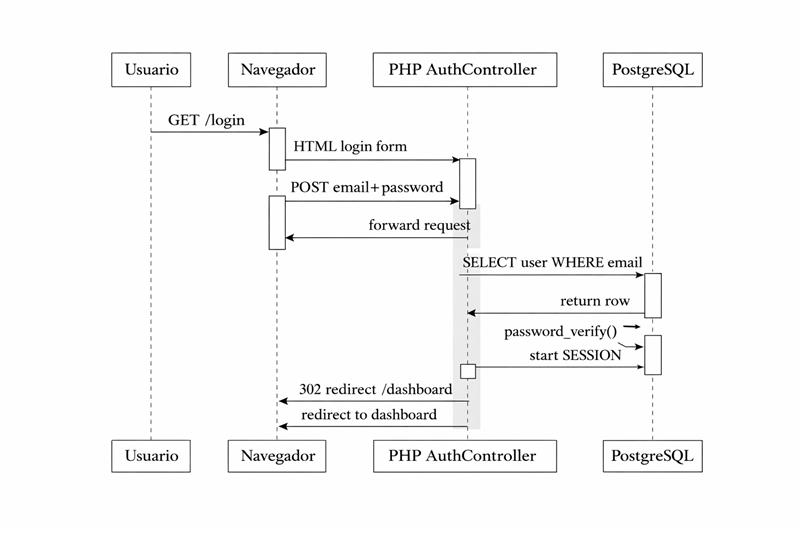 Usuario
Navegador
PHP AuthController
PostgreSQL
GET /login
HTML login form
POST email+password
forward request
SELECT user WHERE email
return row
password_verify()
start SESSION
302 redirect /dashboard
redirect to dashboard
Usuario
Navegador
PHP AuthController
PostgreSQL